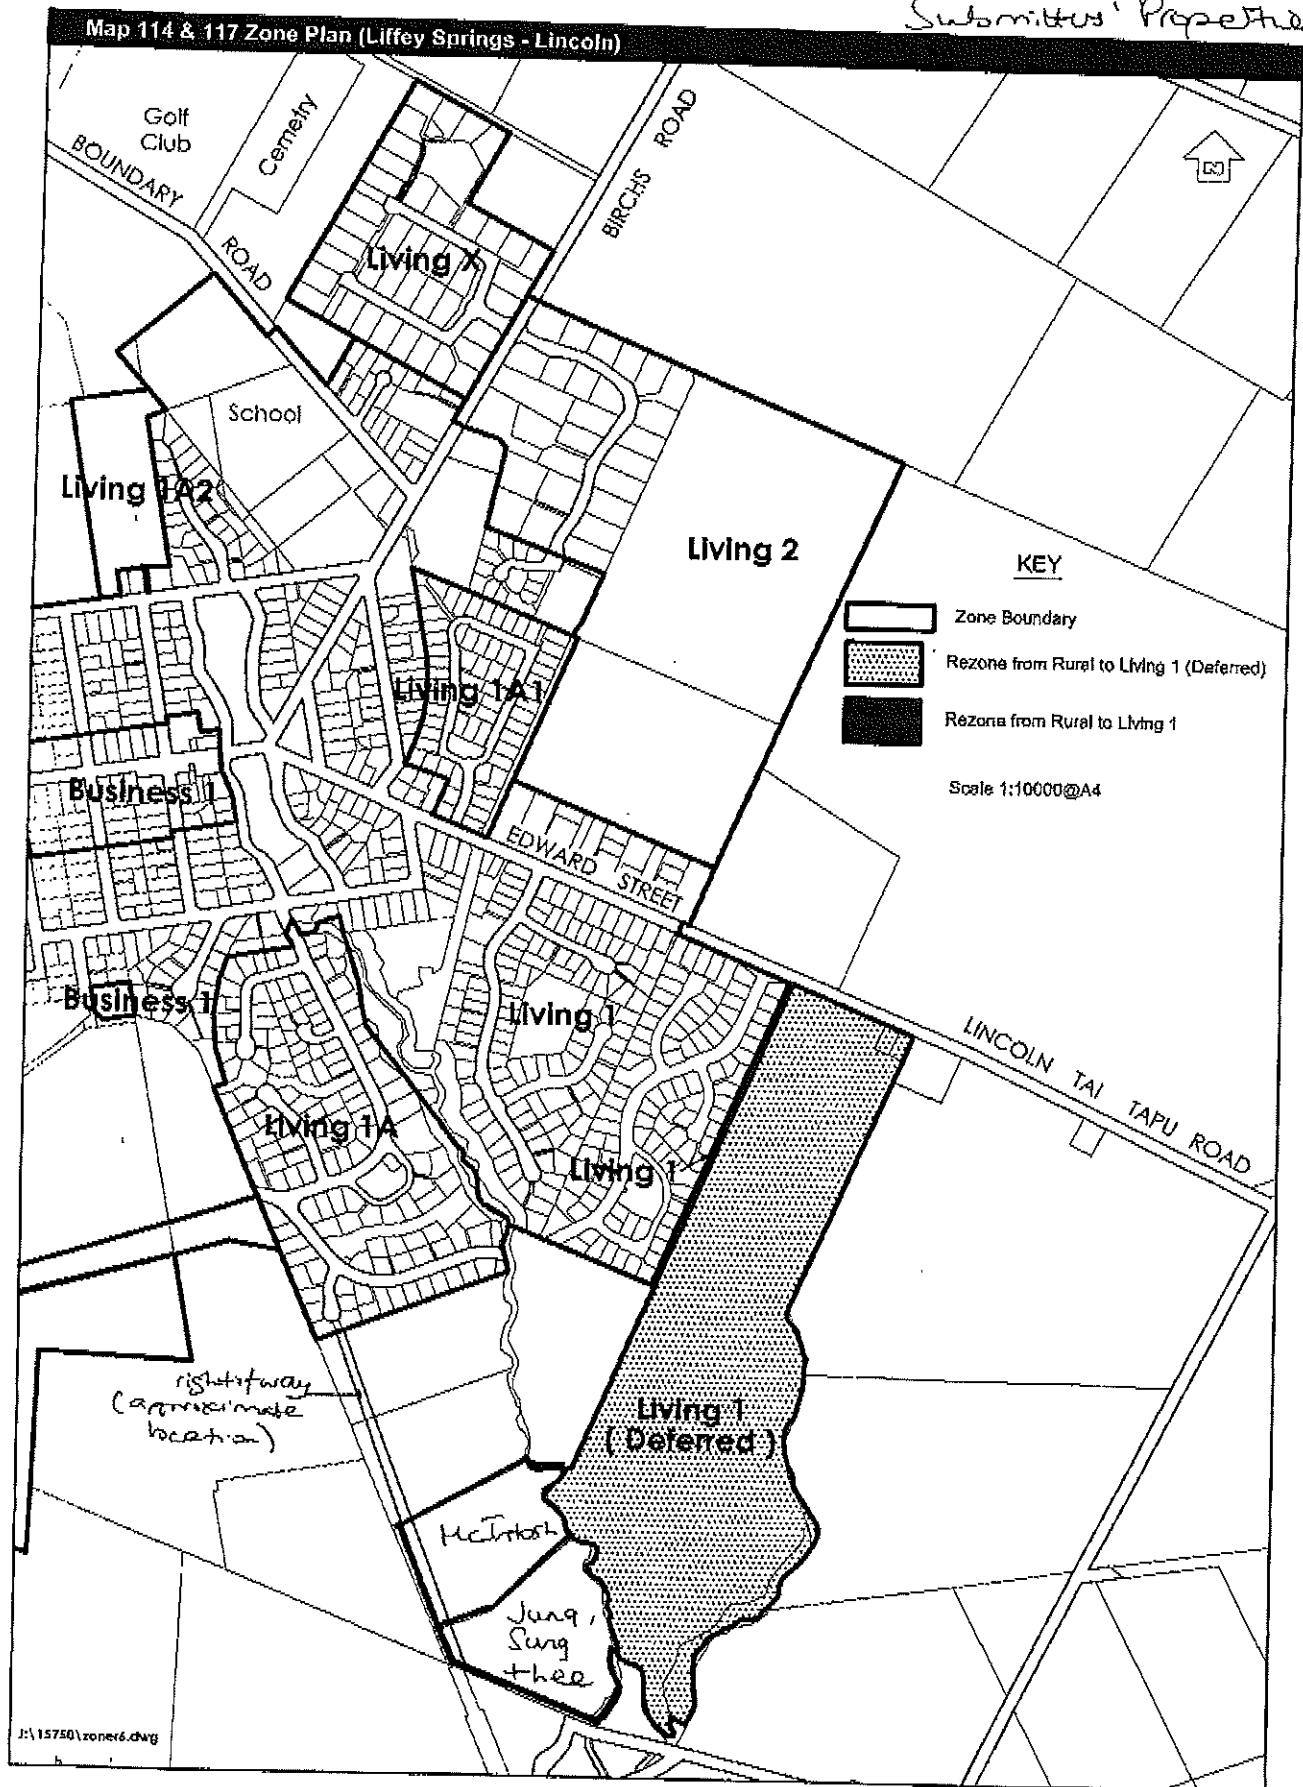 Submitters' Properties
Map 114 & 117 Zone Plan (Liffey Springs - Lincoln)
Golf
Club
Cemetry
BOUNDARY
ROAD
BIRCHS ROAD
Living X
School
Living 1A2
Living 2
KEY
Zone Boundary
Rezone from Rural to Living 1 (Deferred)
Rezone from Rural to Living 1
Scale 1:10000@A4
Living 1A1
Business 1
EDWARD STREET
Business 1
Living 1
LINCOLN TAI TAPU ROAD
Living 1A
Living 1
right of way
(approximate
location)
Living 1
( Deferred )
McIntosh
Jung,
Sung
+ Lee
J:\15750\zoner6.dwg